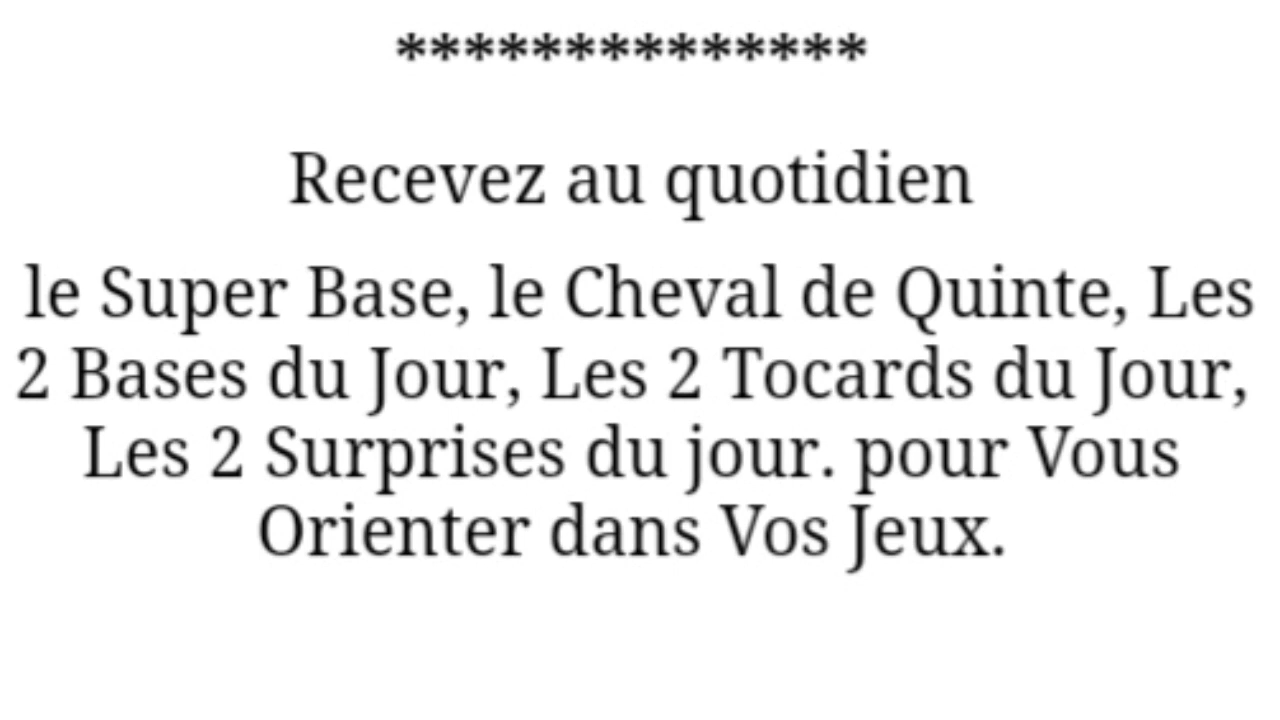 **************
Recevez au quotidien
le Super Base, le Cheval de Quinte, Les
2 Bases du Jour, Les 2 Tocards du Jour,
Les 2 Surprises du jour. pour Vous
Orienter dans Vos Jeux.